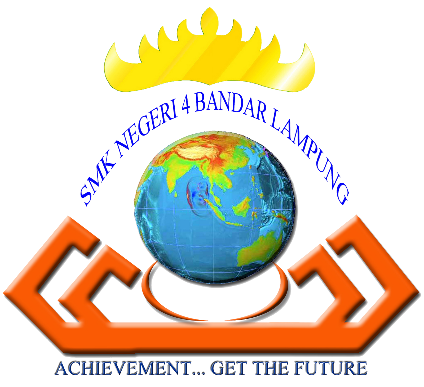 SMK NEGERI 4 BANDAR LAMPUNG
ACHIEVEMENT... GET THE FUTURE